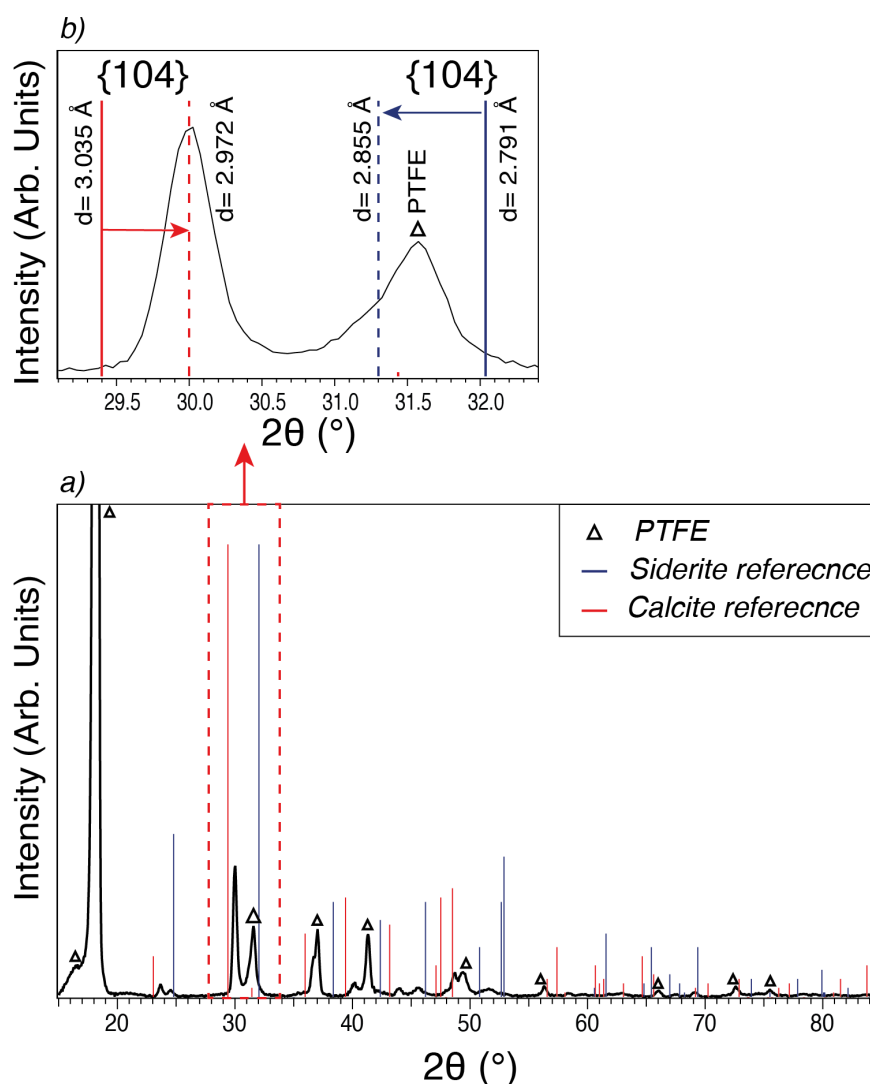 b)
{104}
{104}
d= 3.035 Å
d= 2.972 Å
d= 2.855 Å
PTFE
d= 2.791 Å
Intensity (Arb. Units)
29.5 30.0 30.5 31.0 31.5 32.0
2θ (°)
a)
PTFE
Siderite referecnce
Calcite referecnce
Intensity (Arb. Units)
20 30 40 50 60 70 80
2θ (°)